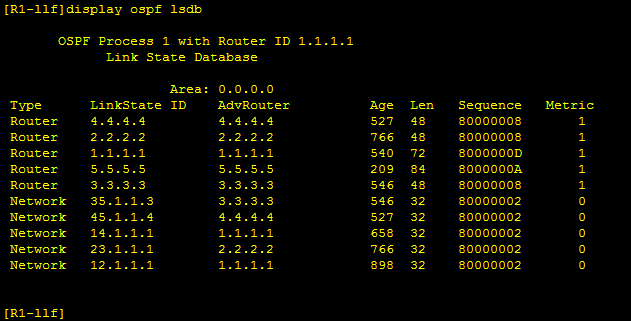 [R1-llf]display ospf lsdb
OSPF Process 1 with Router ID 1.1.1.1
Link State Database
Area: 0.0.0.0
Type LinkState ID AdvRouter Age Len Sequence Metric
Router 4.4.4.4 4.4.4.4 527 48 80000008 1
Router 2.2.2.2 2.2.2.2 766 48 80000008 1
Router 1.1.1.1 1.1.1.1 540 72 8000000D 1
Router 5.5.5.5 5.5.5.5 209 84 8000000A 1
Router 3.3.3.3 3.3.3.3 546 48 80000008 1
Network 35.1.1.3 3.3.3.3 546 32 80000002 0
Network 45.1.1.4 4.4.4.4 527 32 80000002 0
Network 14.1.1.1 1.1.1.1 658 32 80000002 0
Network 23.1.1.1 2.2.2.2 766 32 80000002 0
Network 12.1.1.1 1.1.1.1 898 32 80000002 0
[R1-llf]